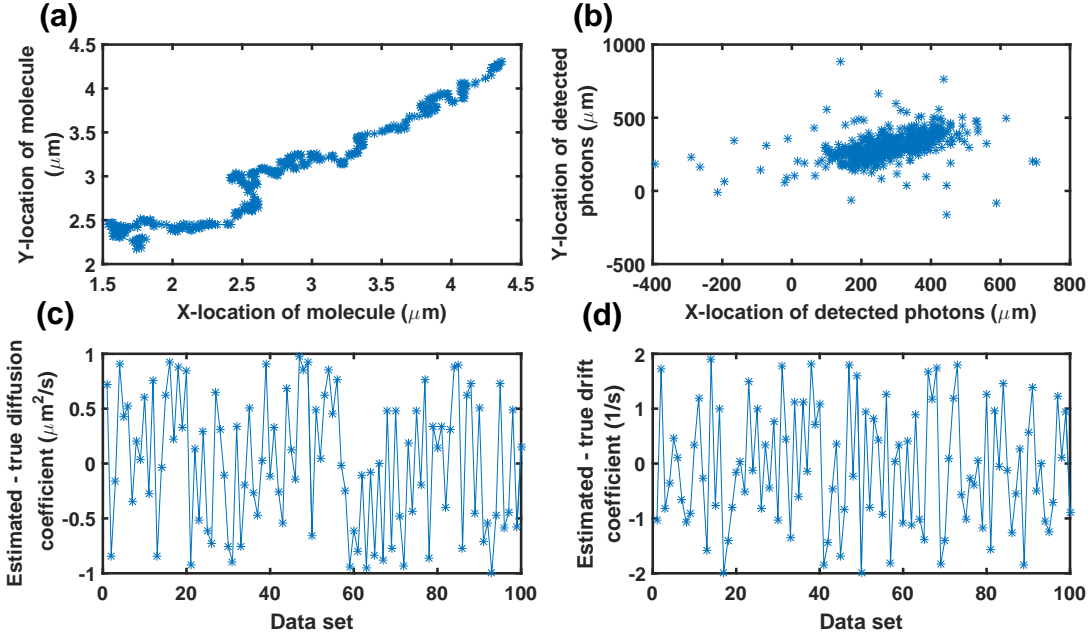 (a)
Y-location of molecule
(μm)
4.5
4
3.5
3
2.5
2
1.5 2 2.5 3 3.5 4 4.5
X-location of molecule (μm)
(b)
Y-location of detected
photons (μm)
1000
500
0
-500
-400 -200 0 200 400 600 800
X-location of detected photons (μm)
(c)
Estimated - true diffusion
coefficient (μm²/s)
1
0.5
0
-0.5
-1
0 20 40 60 80 100
Data set
(d)
Estimated - true drift
coefficient (1/s)
2
1
0
-1
-2
0 20 40 60 80 100
Data set